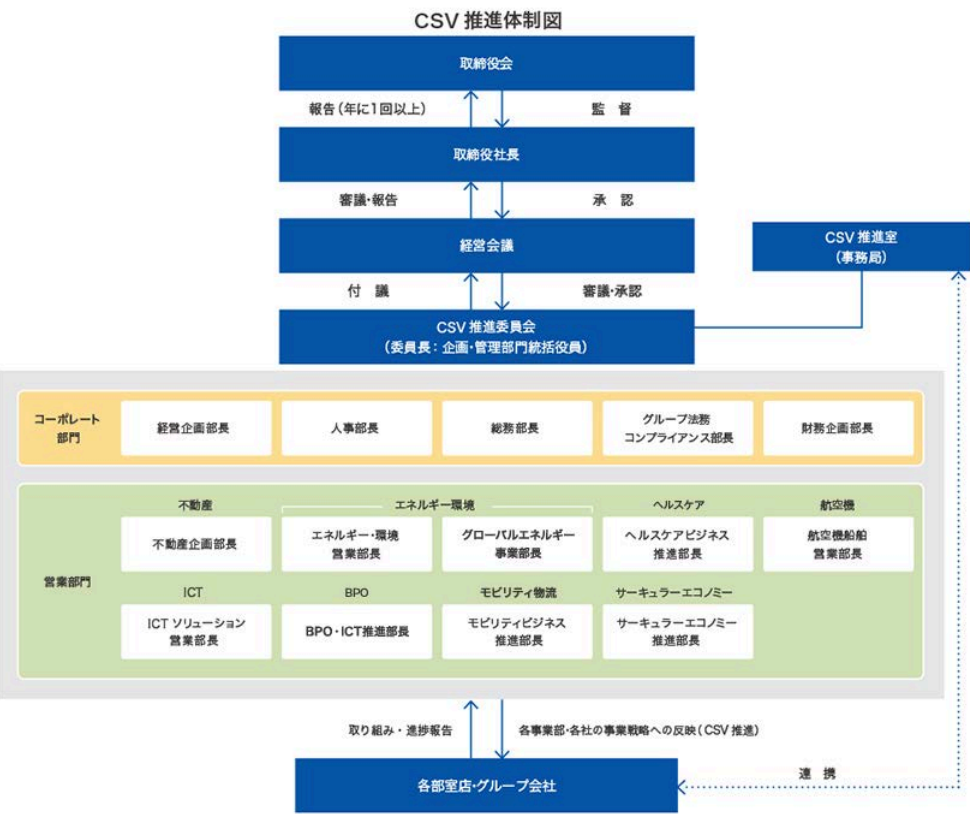 CSV 推進体制図
取締役会
報告(年に1回以上)
監 督
取締役社長
審議・報告
承 認
経営会議
付 議
審議・承認
CSV 推進室
(事務局)
CSV 推進委員会
(委員長:企画・管理部門統括役員)
コーポレート
部門
経営企画部長
人事部長
総務部長
グループ法務
コンプライアンス部長
財務企画部長
営業部門
不動産
エネルギー環境
ヘルスケア
航空機
不動産企画部長
エネルギー・環境
営業部長
グローバルエネルギー
事業部長
ヘルスケアビジネス
推進部長
航空機船舶
営業部長
ICT
BPO
モビリティ物流
サーキュラーエコノミー
ICT ソリューション
営業部長
BPO・ICT推進部長
モビリティビジネス
推進部長
サーキュラーエコノミー
推進部長
取り組み・進捗報告
各事業部・各社の事業戦略への反映(CSV 推進)
各部室店・グループ会社
連 携